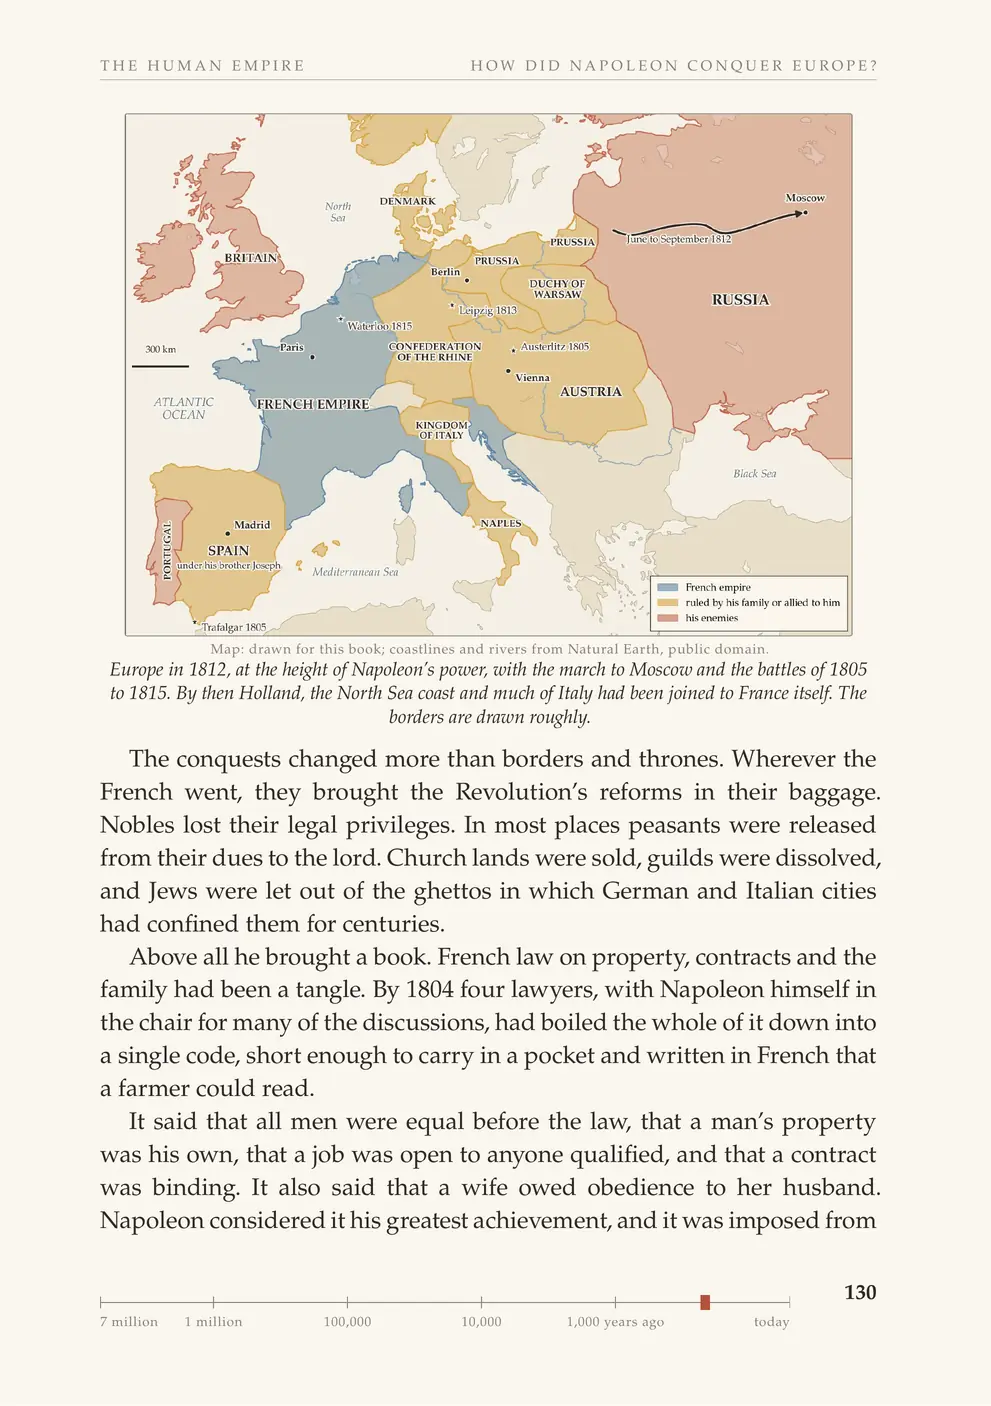 THE HUMAN EMPIRE
HOW DID NAPOLEON CONQUER EUROPE?
Moscow
North
Sea
DENMARK
June to September 1812
PRUSSIA
BRITAIN
PRUSSIA
Berlin
DUCHY OF
WARSAW
RUSSIA
Leipzig 1813
Waterloo 1815
300 km
Paris
CONFEDERATION
OF THE RHINE
Austerlitz 1805
Vienna
AUSTRIA
ATLANTIC
OCEAN
FRENCH EMPIRE
KINGDOM
OF ITALY
Black Sea
Madrid
NAPLES
PORTUGAL
SPAIN
under his brother Joseph
Mediterranean Sea
Trafalgar 1805
French empire
ruled by his family or allied to him
his enemies
Map: drawn for this book; coastlines and rivers from Natural Earth, public domain.
Europe in 1812, at the height of Napoleon’s power, with the march to Moscow and the battles of 1805
to 1815. By then Holland, the North Sea coast and much of Italy had been joined to France itself. The
borders are drawn roughly.
The conquests changed more than borders and thrones. Wherever the
French went, they brought the Revolution’s reforms in their baggage.
Nobles lost their legal privileges. In most places peasants were released
from their dues to the lord. Church lands were sold, guilds were dissolved,
and Jews were let out of the ghettos in which German and Italian cities
had confined them for centuries.
Above all he brought a book. French law on property, contracts and the
family had been a tangle. By 1804 four lawyers, with Napoleon himself in
the chair for many of the discussions, had boiled the whole of it down into
a single code, short enough to carry in a pocket and written in French that
a farmer could read.
It said that all men were equal before the law, that a man’s property
was his own, that a job was open to anyone qualified, and that a contract
was binding. It also said that a wife owed obedience to her husband.
Napoleon considered it his greatest achievement, and it was imposed from
130
7 million
1 million
100,000
10,000
1,000 years ago
today